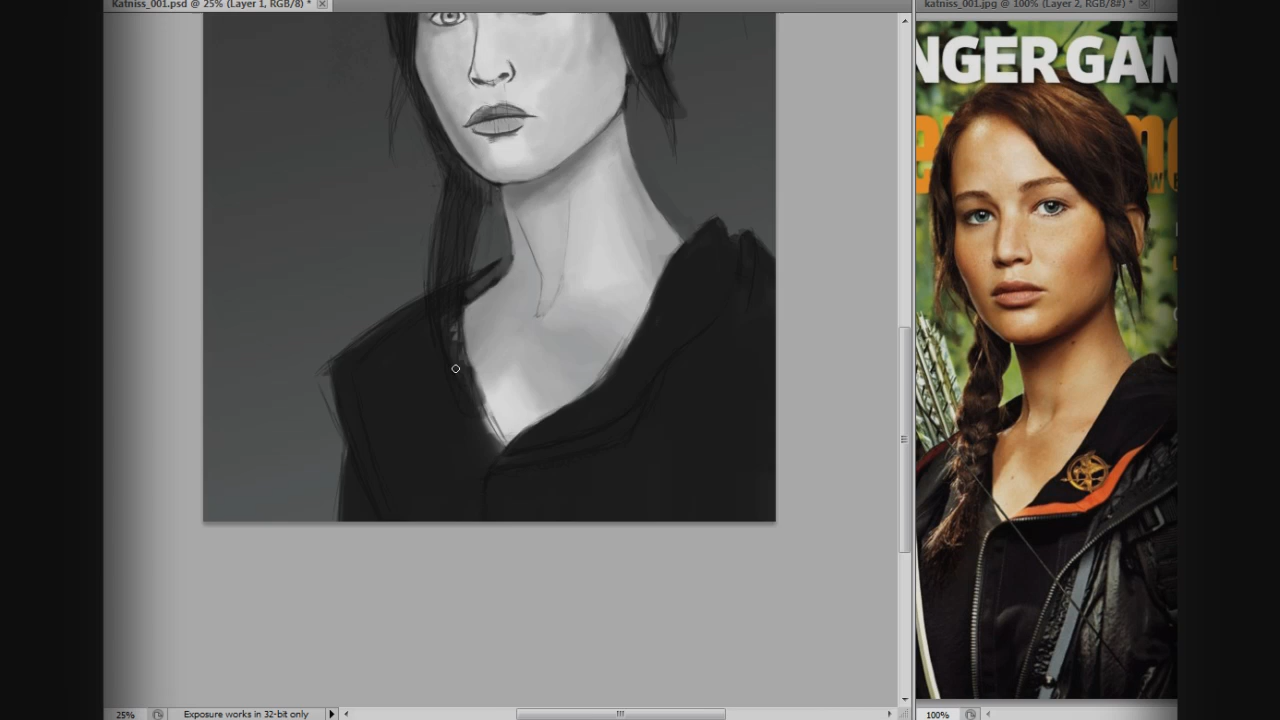 Katniss_001.psd @ 25% (Layer 1, RGB/8) *
katniss_001.jpg @ 100% (Layer 2, RGB/8#) *
NGER GAM
25%
Exposure works in 32-bit only
100%